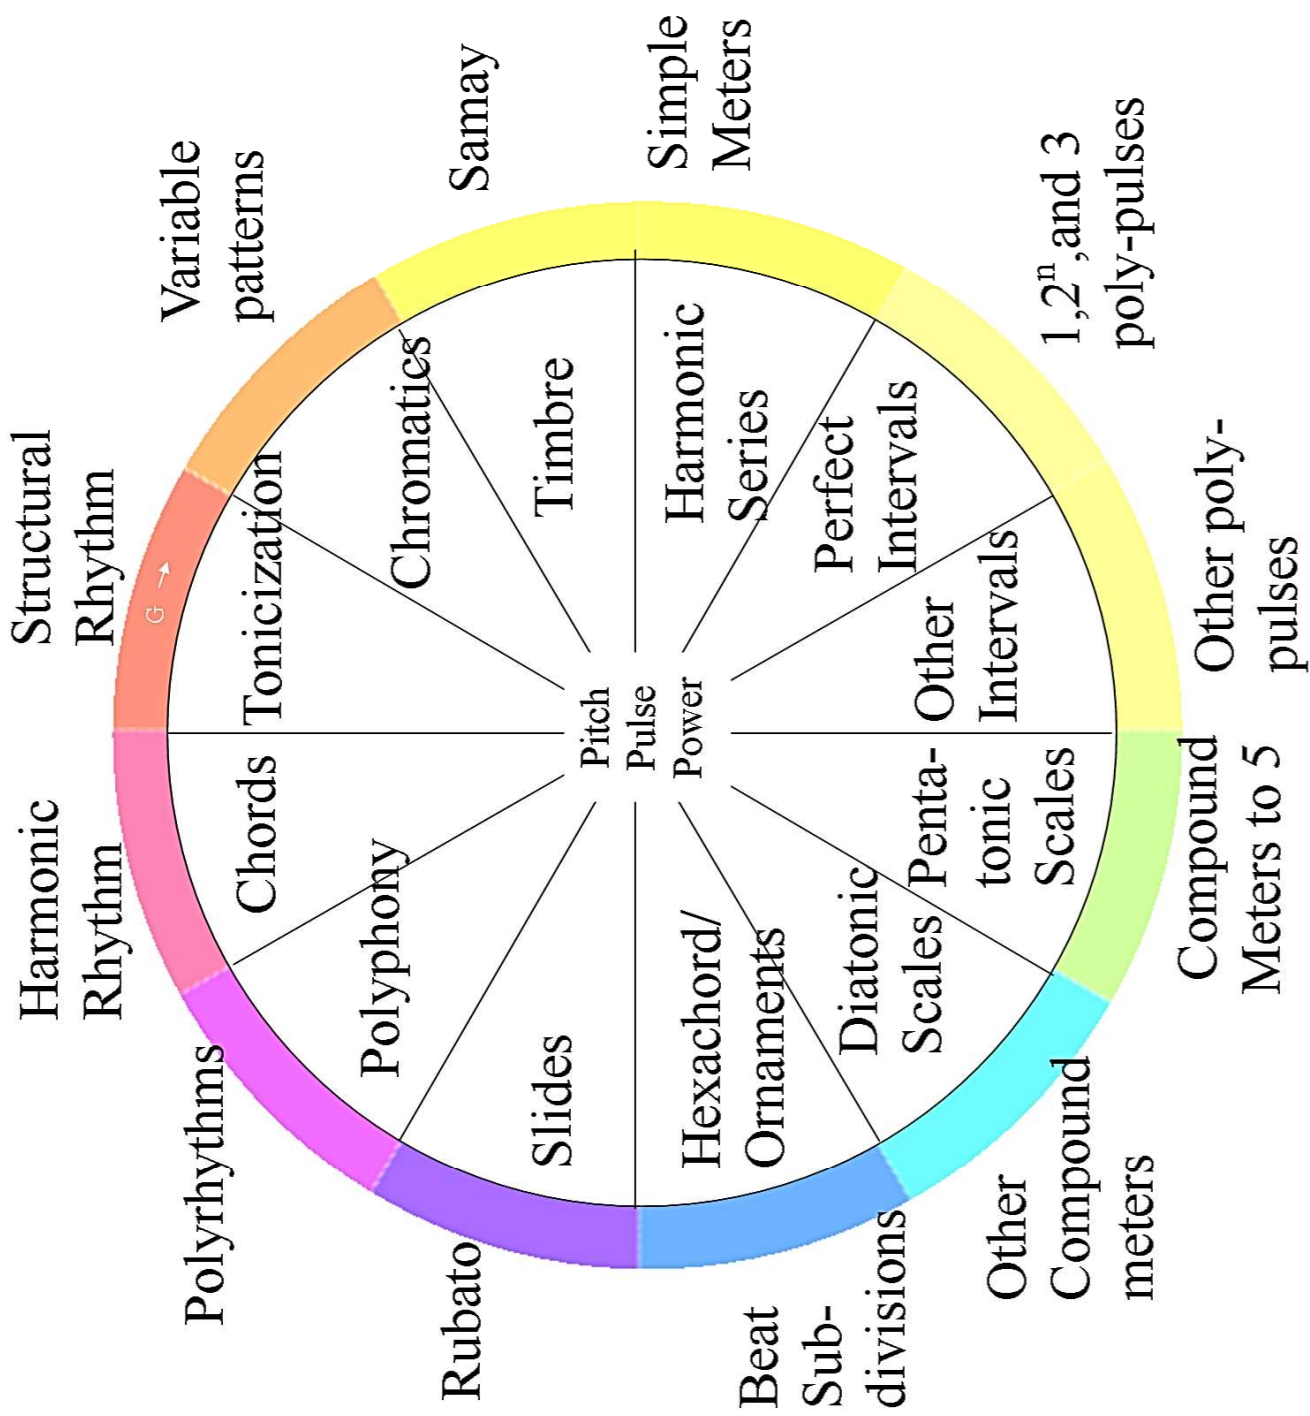 Structural
Rhythm
Variable
patterns
Samay
Simple
Meters
1,2ⁿ,and 3
poly-pulses
Other poly-
pulses
Compound
Meters to 5
Other
Compound
meters
Beat
Sub-
divisions
Rubato
Polyrhythms
Harmonic
Rhythm
G →
Tonicization
Chromatics
Timbre
Harmonic
Series
Perfect
Intervals
Other
Intervals
Penta-
tonic
Scales
Diatonic
Scales
Hexachord/
Ornaments
Slides
Polyphony
Chords
Pitch
Pulse
Power